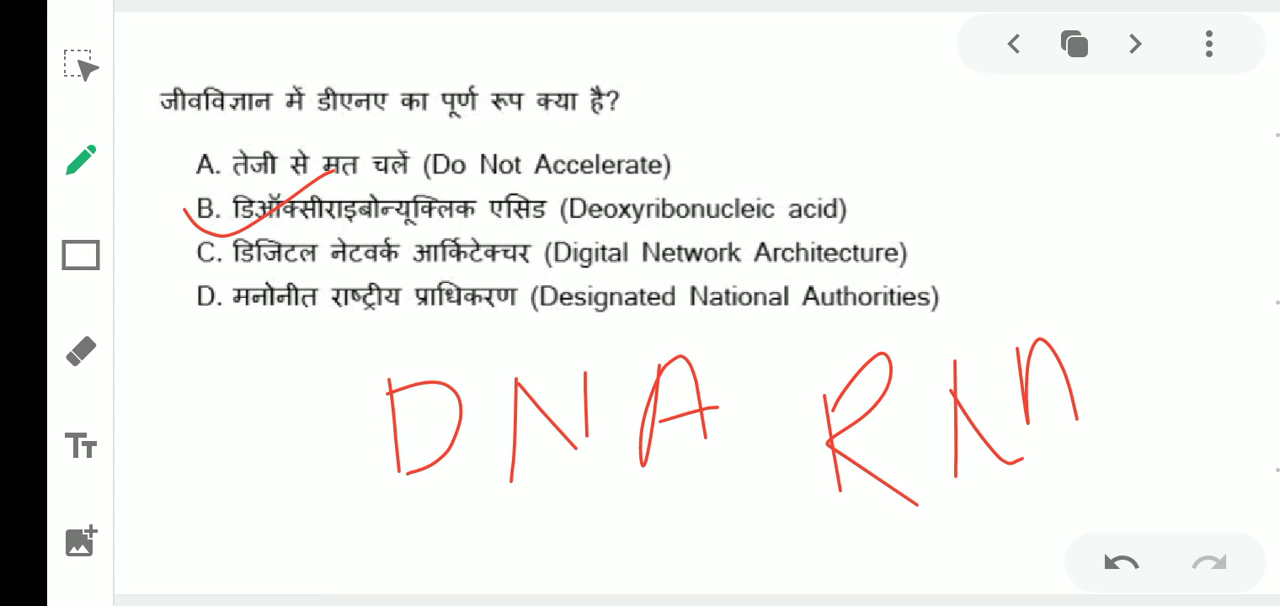 जीवविज्ञान में डीएनए का पूर्ण रूप क्या है?
A. तेजी से मत चलें (Do Not Accelerate)
B. डिऑक्सीराइबोन्यूक्लिक एसिड (Deoxyribonucleic acid)
C. डिजिटल नेटवर्क आर्किटेक्चर (Digital Network Architecture)
D. मनोनीत राष्ट्रीय प्राधिकरण (Designated National Authorities)
DNA
TT